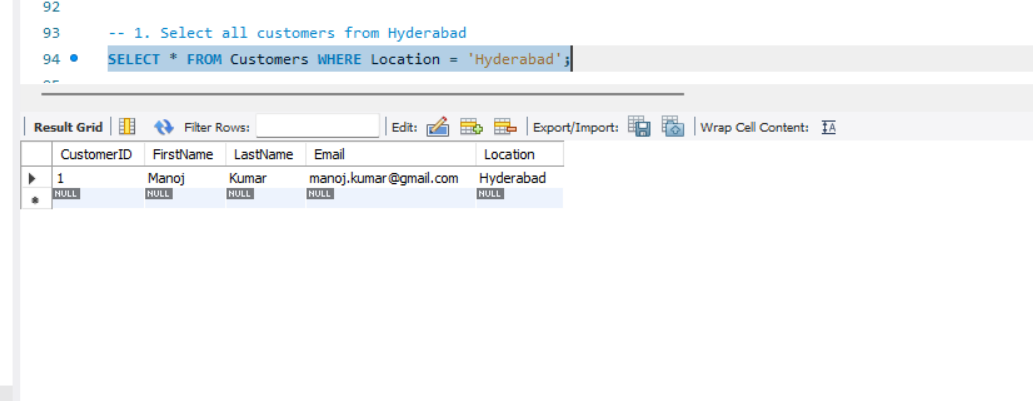 92
93 -- 1. Select all customers from Hyderabad
94 SELECT * FROM Customers WHERE Location = 'Hyderabad';
Result Grid Filter Rows: Edit: Export/Import: Wrap Cell Content: IA
CustomerID FirstName LastName Email Location
1 Manoj Kumar manoj.kumar@gmail.com Hyderabad
NULL NULL NULL NULL NULL